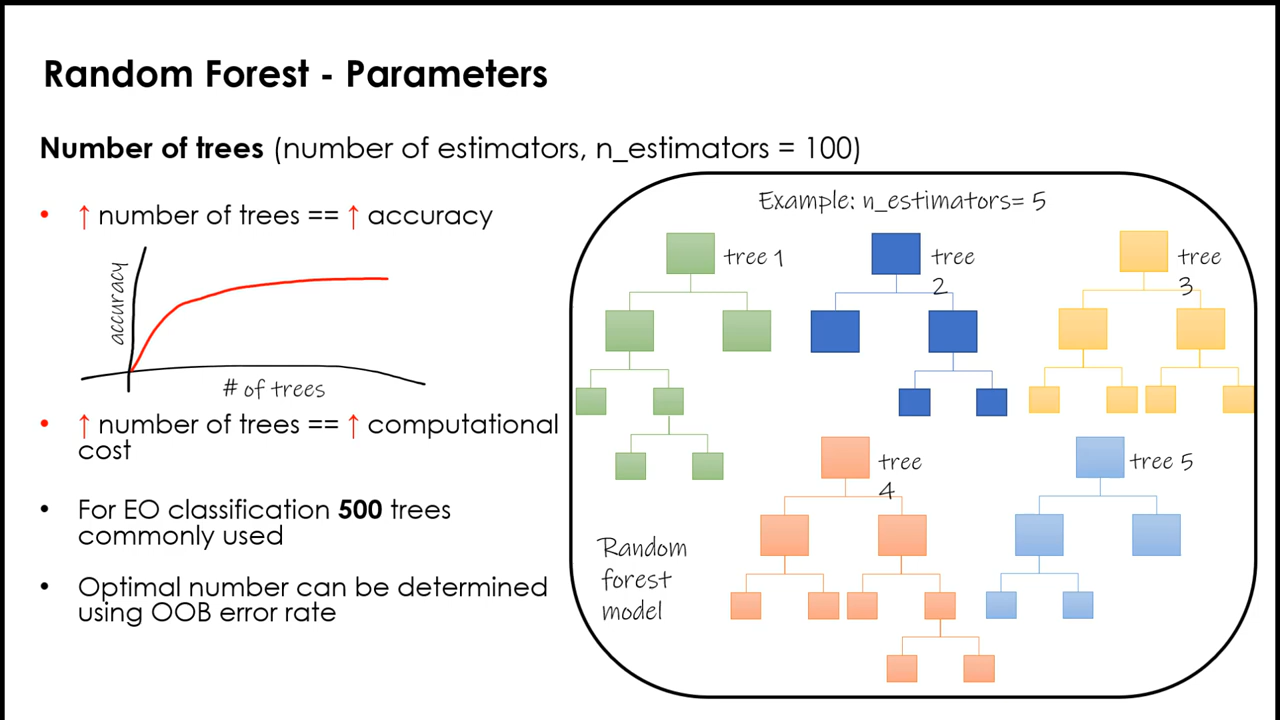 Random Forest - Parameters
Number of trees (number of estimators, n_estimators = 100)
• ↑ number of trees == ↑ accuracy
accuracy
# of trees
• ↑ number of trees == ↑ computational
cost
• For EO classification 500 trees
commonly used
• Optimal number can be determined
using OOB error rate
Example: n_estimators= 5
tree 1
tree
2
tree
3
tree
4
tree 5
Random
forest
model